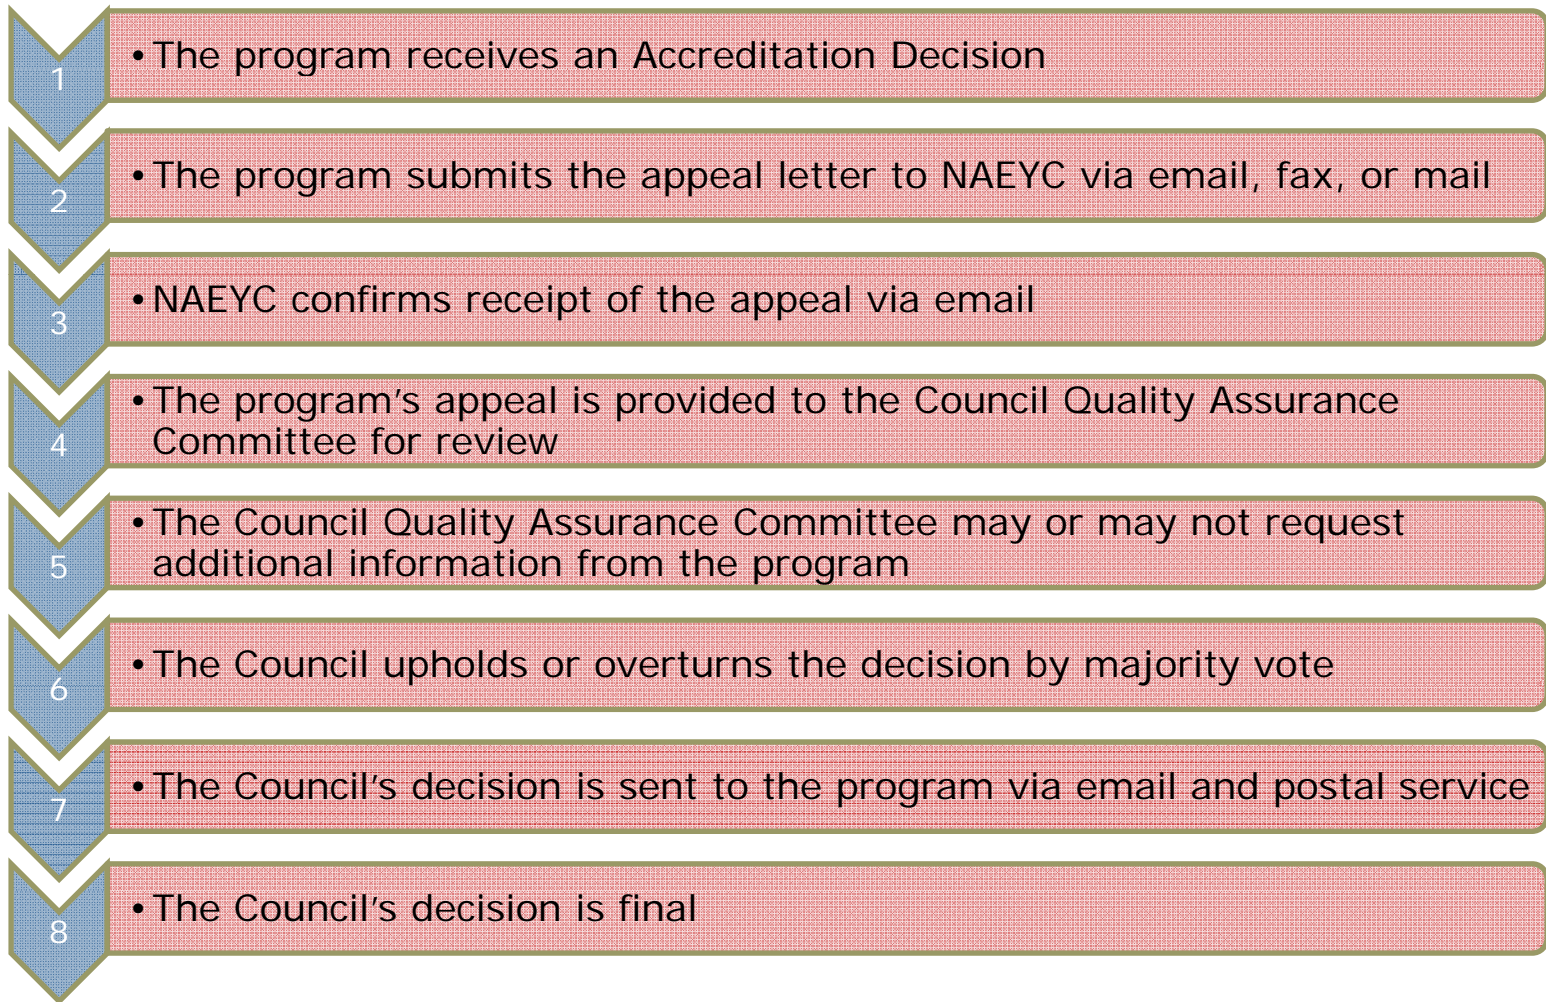 1
• The program receives an Accreditation Decision
2
• The program submits the appeal letter to NAEYC via email, fax, or mail
3
• NAEYC confirms receipt of the appeal via email
4
• The program’s appeal is provided to the Council Quality Assurance
Committee for review
5
• The Council Quality Assurance Committee may or may not request
additional information from the program
6
• The Council upholds or overturns the decision by majority vote
7
• The Council’s decision is sent to the program via email and postal service
8
• The Council’s decision is final